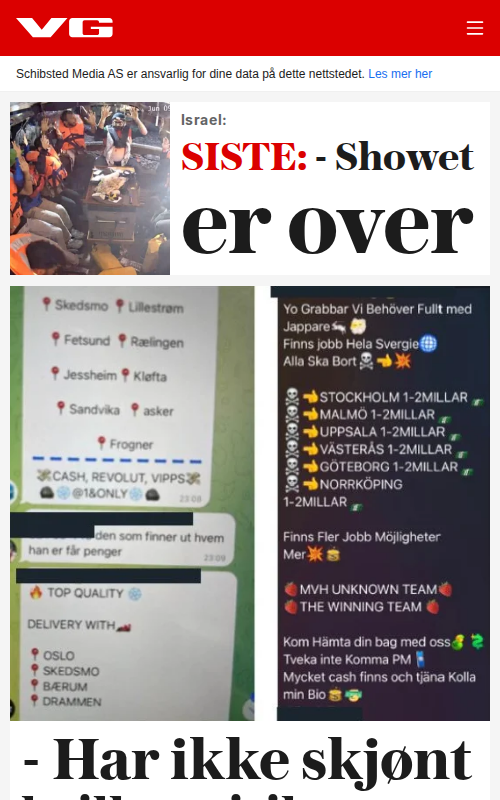 VG
Schibsted Media AS er ansvarlig for dine data på dette nettstedet. Les mer her
Israel:
SISTE: - Showet
er over
📍Skedsmo 📍Lillestrøm
📍Fetsund 📍Rælingen
📍Jessheim 📍Kløfta
📍Sandvika 📍asker
📍Frogner
💸CASH, REVOLUT, VIPPS💸
@1&ONLY
23:08
den som finner ut hvem
han er får penger
23:09
🔥 TOP QUALITY ❄️
DELIVERY WITH🏎️
📍OSLO
📍SKEDSMO
📍BÆRUM
📍DRAMMEN
Yo Grabbar Vi Behöver Fullt med
Jappare
Finns jobb Hela Svergie🌐
Alla Ska Bort☠️👉💥
☠️👉STOCKHOLM 1-2MILLAR
☠️👉MALMÖ 1-2MILLAR
☠️👉UPPSALA 1-2MILLAR
☠️👉VÄSTERÅS 1-2MILLAR
☠️👉GÖTEBORG 1-2MILLAR
☠️👉NORRKÖPING
1-2MILLAR
Finns Fler Jobb Möjligheter
Mer💥
🍓MVH UNKNOWN TEAM🍓
🍓THE WINNING TEAM🍓
Kom Hämta din bag med oss
Tveka inte Komma PM
Mycket cash finns och tjäna Kolla
min Bio
- Har ikke skjønt